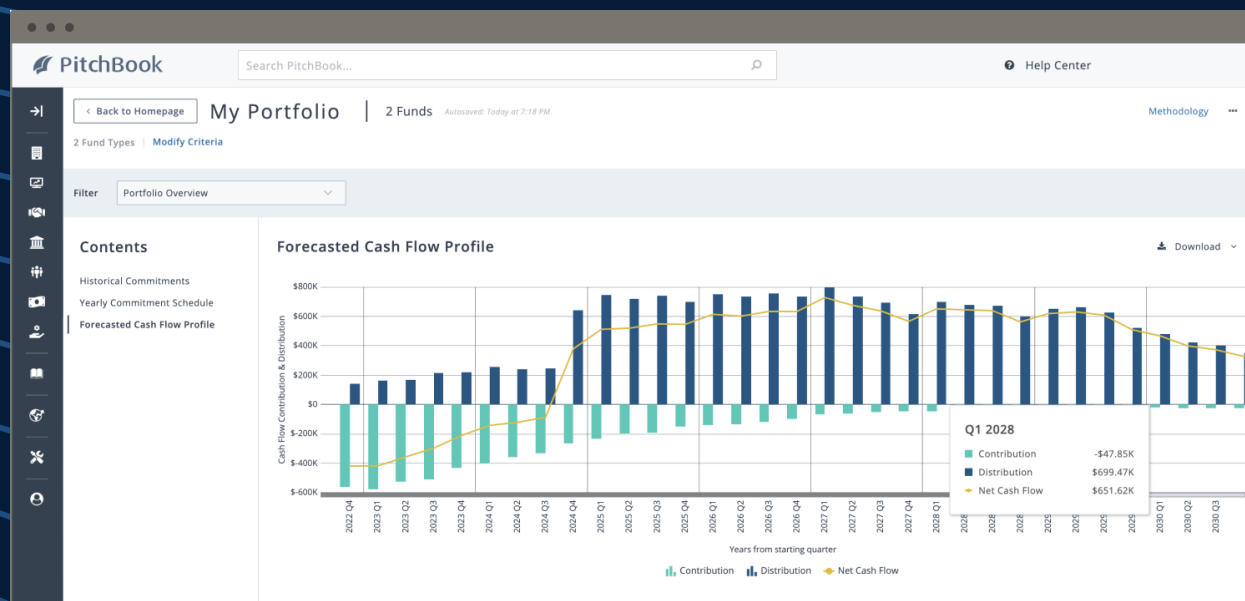 PitchBook
Search PitchBook...
Help Center
Back to Homepage
My Portfolio
2 Funds
Autosaved: Today at 7:18 PM
Methodology
2 Fund Types
Modify Criteria
Filter
Portfolio Overview
Contents
Historical Commitments
Yearly Commitment Schedule
Forecasted Cash Flow Profile
Forecasted Cash Flow Profile
Download
Cash Flow Contribution & Distribution
$800K
$600K
$400K
$200K
$0
$-200K
$-400K
$-600K
Q1 2028
Contribution -$47.85K
Distribution $699.47K
Net Cash Flow $651.62K
2022 Q4
2023 Q1
2023 Q2
2023 Q3
2023 Q4
2024 Q1
2024 Q2
2024 Q3
2024 Q4
2025 Q1
2025 Q2
2025 Q3
2025 Q4
2026 Q1
2026 Q2
2026 Q3
2026 Q4
2027 Q1
2027 Q2
2027 Q3
2027 Q4
2028 Q1
2030 Q1
2030 Q2
2030 Q3
Years from starting quarter
Contribution
Distribution
Net Cash Flow